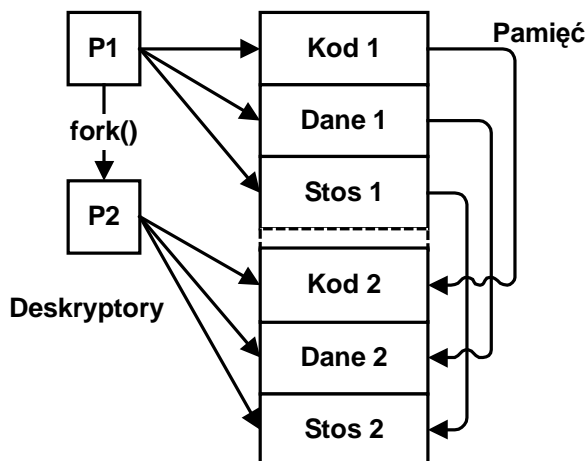 P1
Kod 1
Pamięć
Dane 1
fork()
Stos 1
P2
Kod 2
Deskryptory
Dane 2
Stos 2